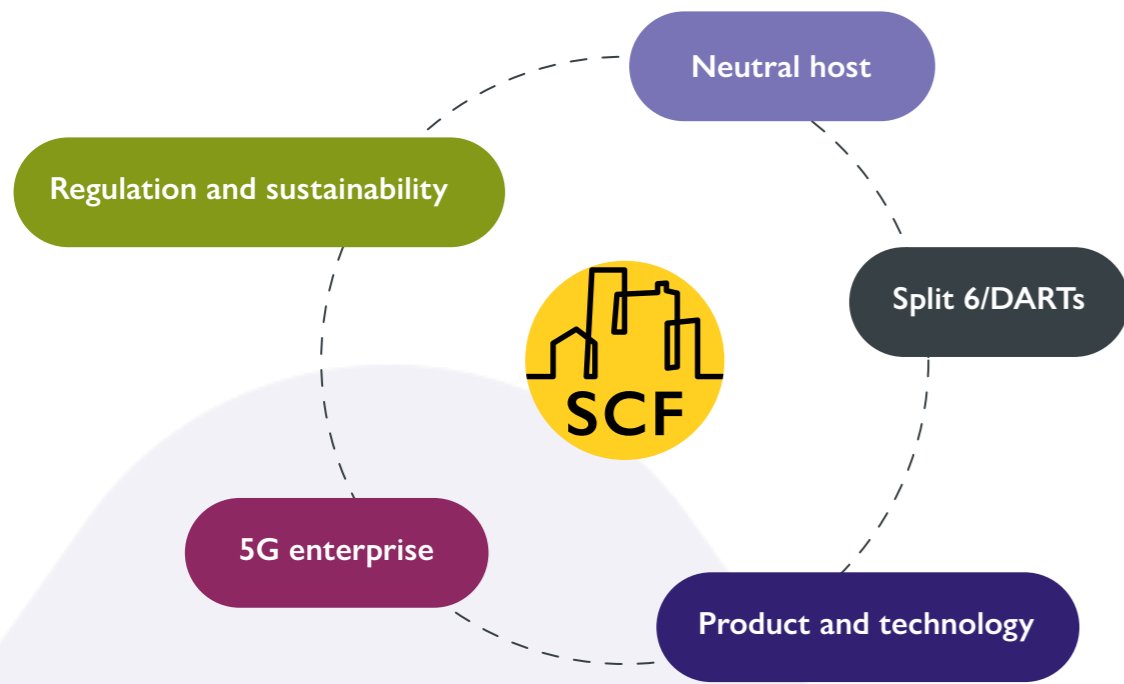 Neutral host
Regulation and sustainability
Split 6/DARTs
SCF
5G enterprise
Product and technology